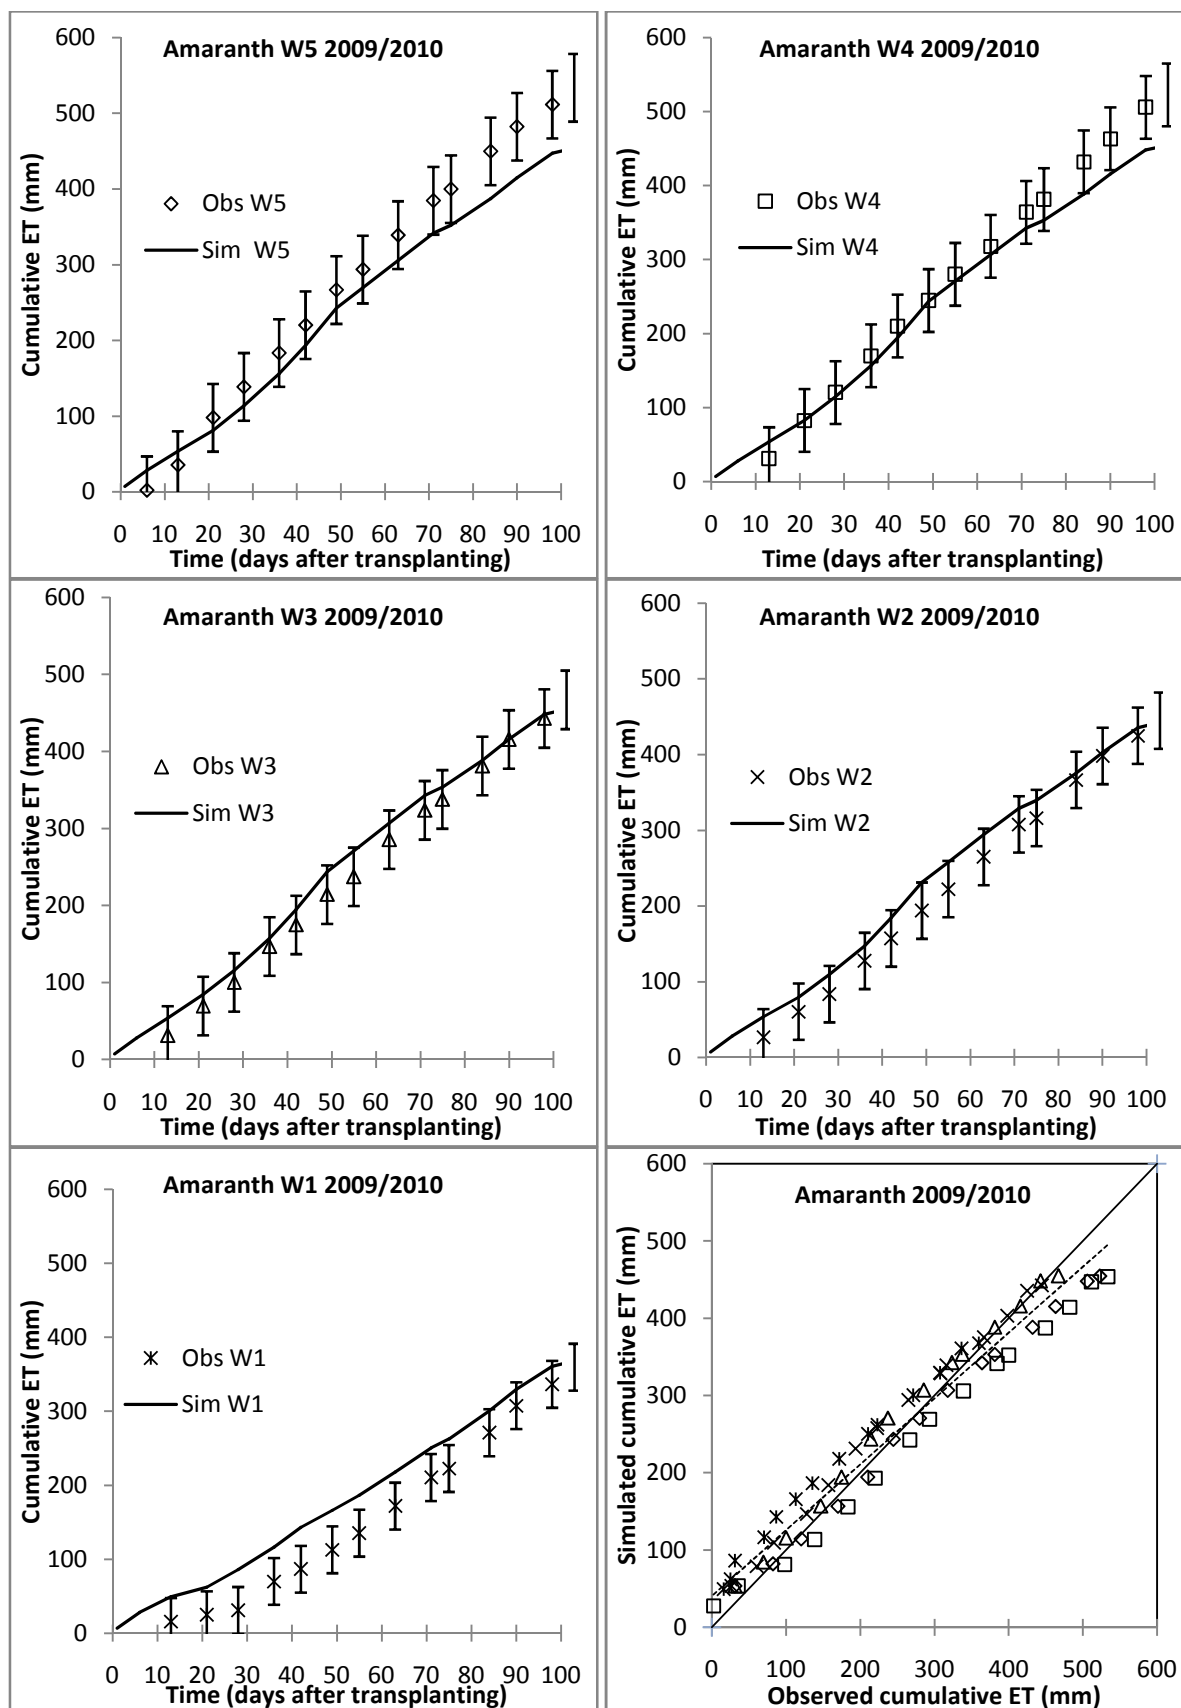 Amaranth W5 2009/2010
Cumulative ET (mm)
600
500
400
300
200
100
0
Obs W5
Sim W5
0 10 20 30 40 50 60 70 80 90 100
Time (days after transplanting)
Amaranth W4 2009/2010
Cumulative ET (mm)
600
500
400
300
200
100
0
Obs W4
Sim W4
0 10 20 30 40 50 60 70 80 90 100
Time (days after transplanting)
Amaranth W3 2009/2010
Cumulative ET (mm)
600
500
400
300
200
100
0
Obs W3
Sim W3
0 10 20 30 40 50 60 70 80 90 100
Time (days after transplanting)
Amaranth W2 2009/2010
Cumulative ET (mm)
600
500
400
300
200
100
0
Obs W2
Sim W2
0 10 20 30 40 50 60 70 80 90 100
Time (days after transplanting)
Amaranth W1 2009/2010
Cumulative ET (mm)
600
500
400
300
200
100
0
Obs W1
Sim W1
0 10 20 30 40 50 60 70 80 90 100
Time (days after transplanting)
Amaranth 2009/2010
Simulated cumulative ET (mm)
600
500
400
300
200
100
0
0 100 200 300 400 500 600
Observed cumulative ET (mm)